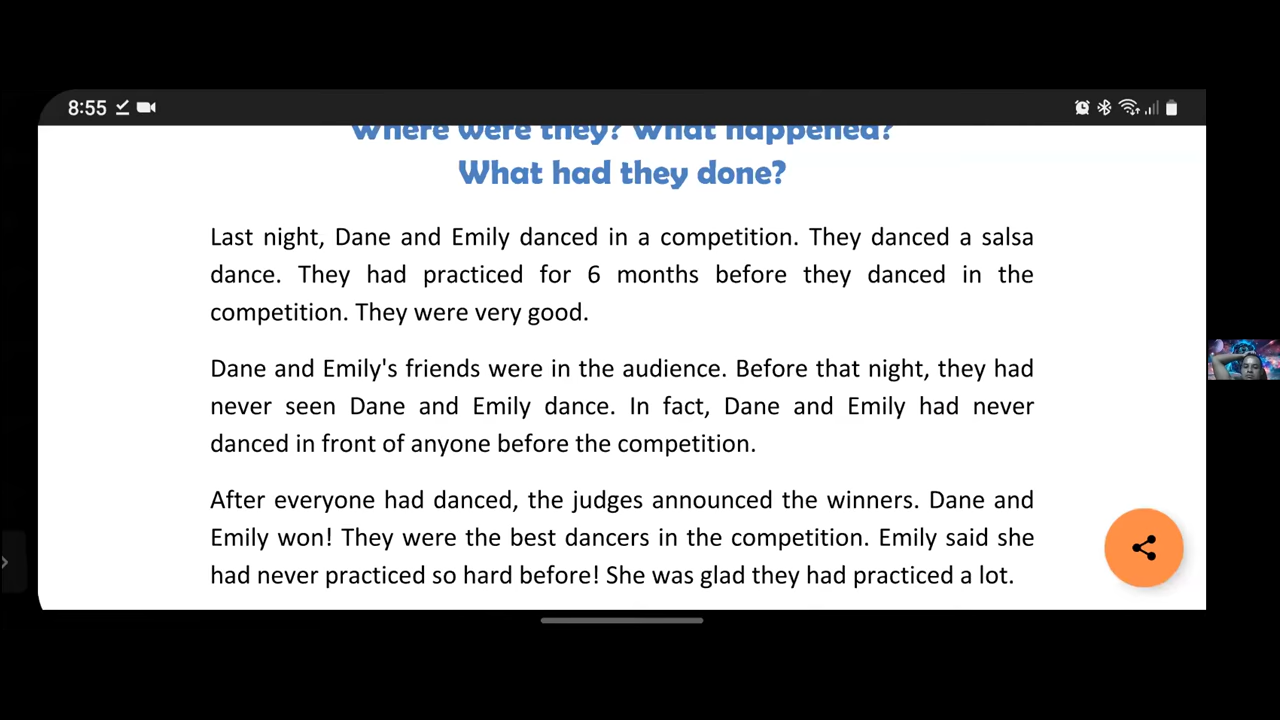 8:55
Where were they? What happened?
What had they done?
Last night, Dane and Emily danced in a competition. They danced a salsa
dance. They had practiced for 6 months before they danced in the
competition. They were very good.
Dane and Emily's friends were in the audience. Before that night, they had
never seen Dane and Emily dance. In fact, Dane and Emily had never
danced in front of anyone before the competition.
After everyone had danced, the judges announced the winners. Dane and
Emily won! They were the best dancers in the competition. Emily said she
had never practiced so hard before! She was glad they had practiced a lot.